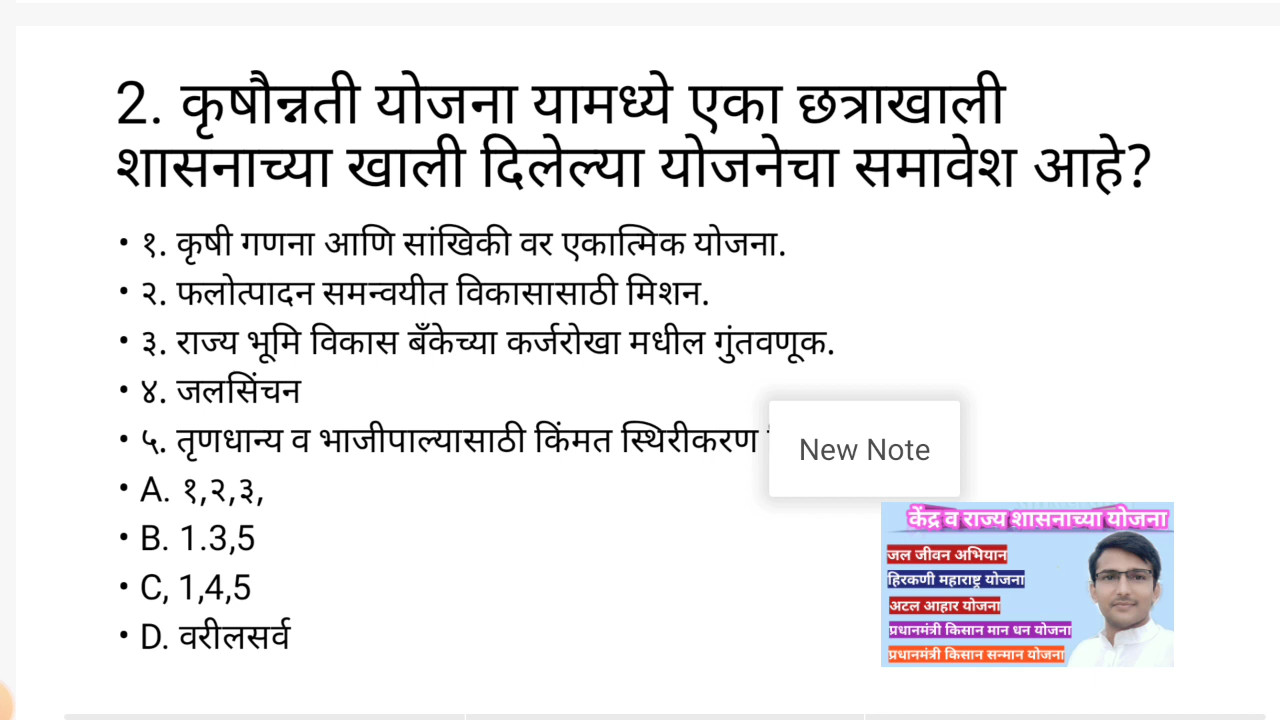 2. कृषौन्नती योजना यामध्ये एका छत्राखाली
शासनाच्या खाली दिलेल्या योजनेचा समावेश आहे?
• १. कृषी गणना आणि सांखिकी वर एकात्मिक योजना.
• २. फलोत्पादन समन्वयीत विकासासाठी मिशन.
• ३. राज्य भूमि विकास बँकेच्या कर्जरोखा मधील गुंतवणूक.
• ४. जलसिंचन
• ५. तृणधान्य व भाजीपाल्यासाठी किंमत स्थिरीकरण
New Note
• A. १,२,३,
• B. 1.3,5
• C, 1,4,5
• D. वरीलसर्व
केंद्र व राज्य शासनाच्या योजना
जल जीवन अभियान
हिरकणी महाराष्ट्र योजना
अटल आहार योजना
प्रधानमंत्री किसान मान धन योजना
प्रधानमंत्री किसान सन्मान योजना